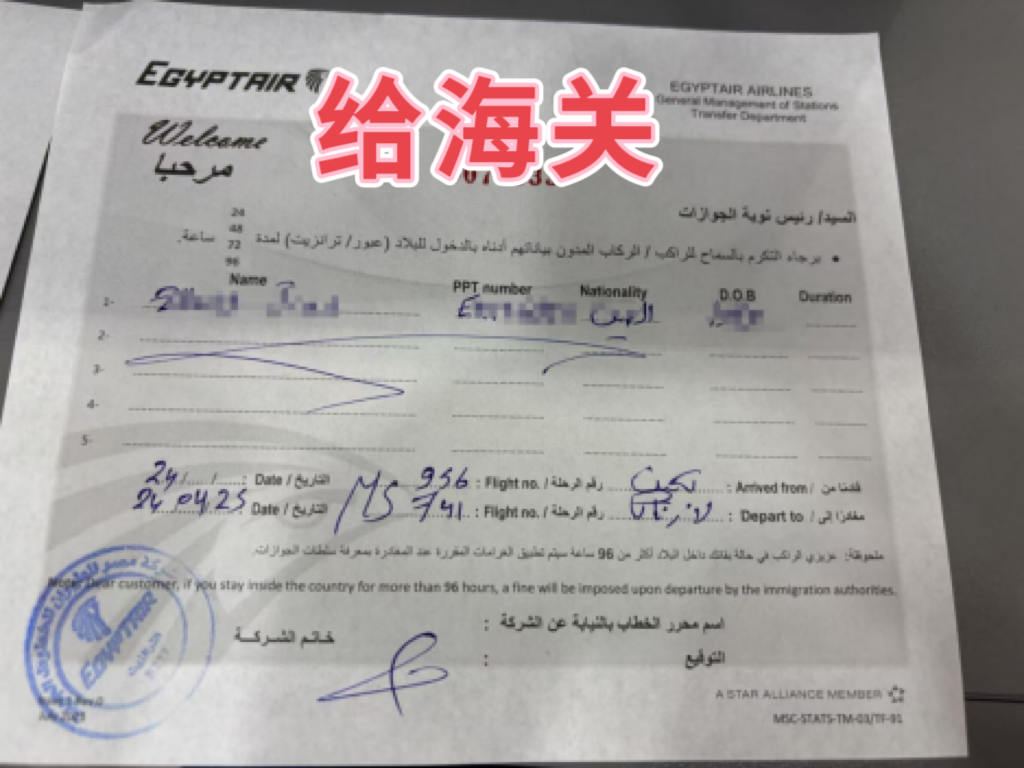 EGYPTAIR
给海关
EGYPTAIR AIRLINES
General Management of Stations
Transfer Department
Welcome
مرحبا
السيد/ رئيس نوبة الجوازات
24
48
72
96
برجاء التكرم بالسماح للراكب / الركاب المدون بياناتهم أدناه بالدخول للبلاد (عبور/ ترانزيت) لمدة ساعة.
Name PPT number Nationality D.O.B Duration
1- الصين
2-
3-
4-
5-
24/..../....: Date / التاريخ MS 956 : Flight no. / رقم الرحلة بكين : Arrived from / قادما من
24.04.25 Date / التاريخ 741 : Flight no. / رقم الرحلة : Depart to / مغادرا إلى
ملحوظة: عزيزي الراكب في حالة بقائك داخل البلاد أكثر من 96 ساعة سيتم تطبيق الغرامات المقررة عند المغادرة بمعرفة سلطات الجوازات.
Note: Dear customer, if you stay inside the country for more than 96 hours, a fine will be imposed upon departure by the immigration authorities.
اسم محرر الخطاب بالنيابة عن الشركة :
خاتم الشركة
التوقيع :
EGYPTAIR
A STAR ALLIANCE MEMBER
MSC-STATS-TM-03/TF-91